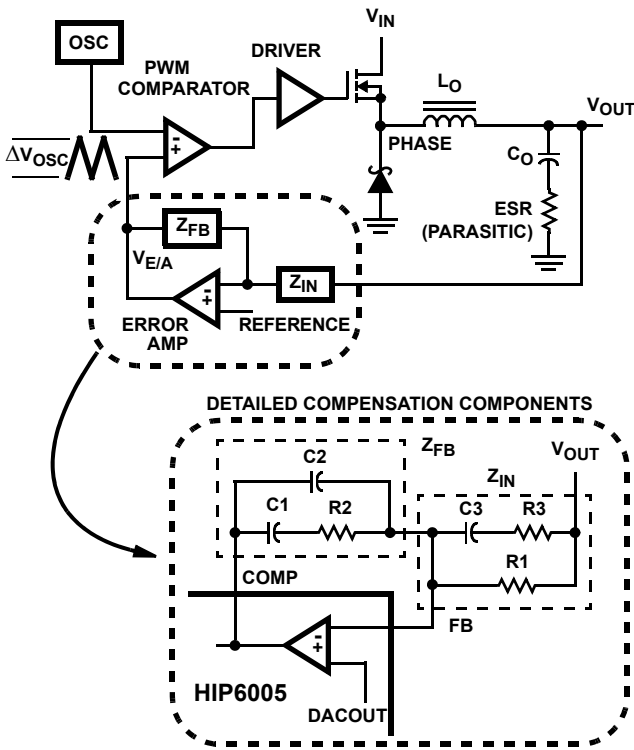 V_IN
OSC
DRIVER
PWM
COMPARATOR
L_O
V_OUT
ΔV_OSC
-
+
PHASE
C_O
ESR
(PARASITIC)
Z_FB
V_E/A
Z_IN
-
+
ERROR
AMP
REFERENCE
DETAILED COMPENSATION COMPONENTS
Z_FB
V_OUT
C2
Z_IN
C1
R2
C3
R3
R1
COMP
FB
-
+
HIP6005
DACOUT